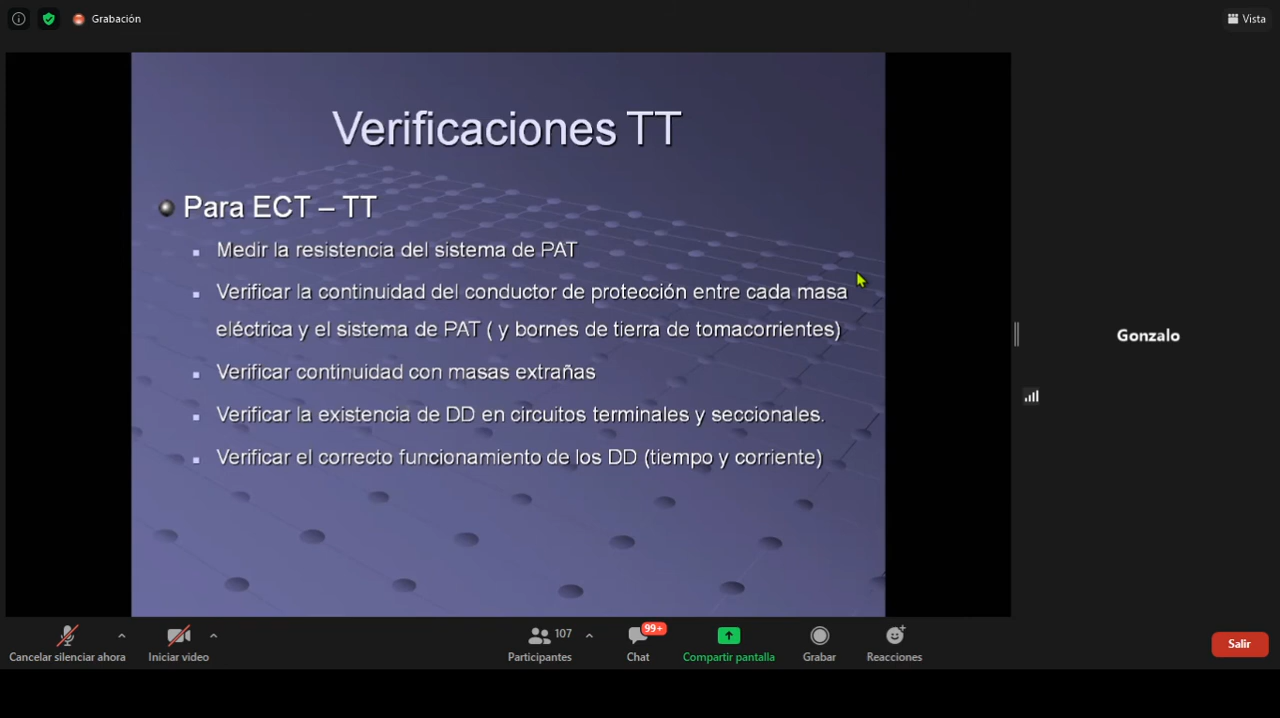 Grabación
Vista
Verificaciones TT
Para ECT – TT
Medir la resistencia del sistema de PAT
Verificar la continuidad del conductor de protección entre cada masa
eléctrica y el sistema de PAT ( y bornes de tierra de tomacorrientes)
Verificar continuidad con masas extrañas
Verificar la existencia de DD en circuitos terminales y seccionales.
Verificar el correcto funcionamiento de los DD (tiempo y corriente)
Gonzalo
Cancelar silenciar ahora
Iniciar video
107
Participantes
99+
Chat
Compartir pantalla
Grabar
Reacciones
Salir